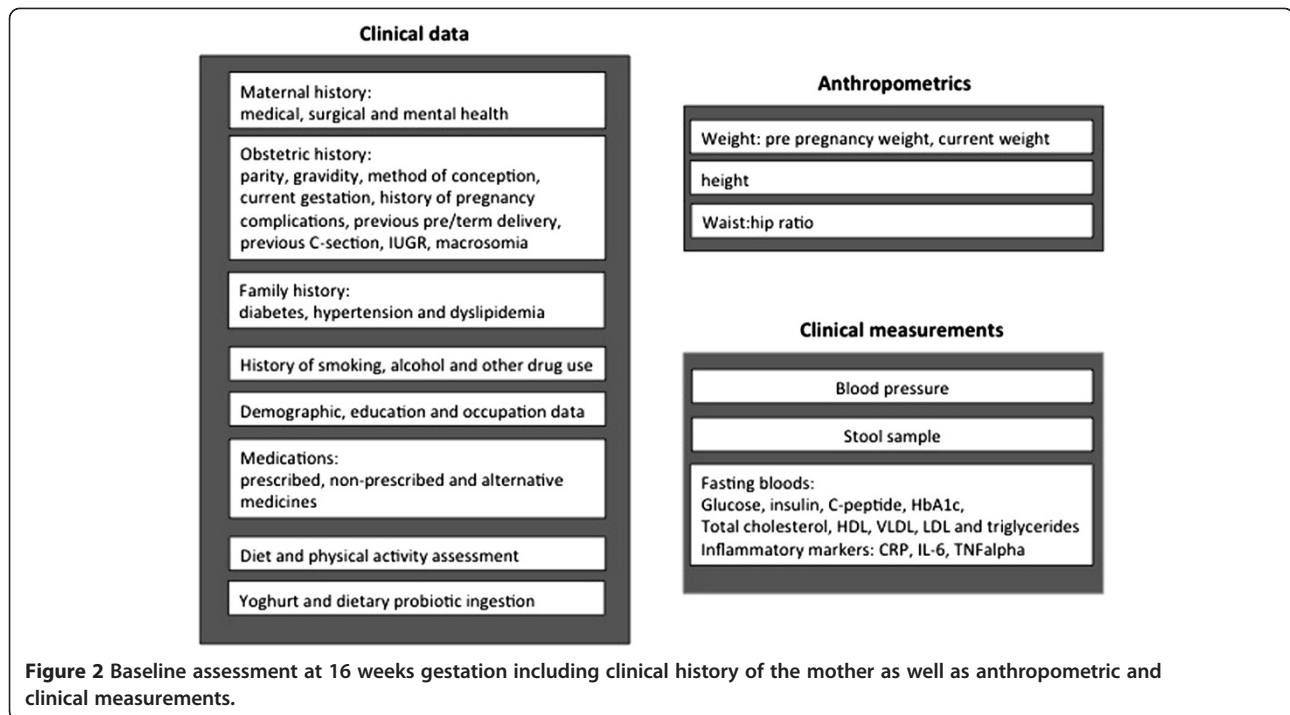 Clinical data
Maternal history:
medical, surgical and mental health
Obstetric history:
parity, gravidity, method of conception,
current gestation, history of pregnancy
complications, previous pre/term delivery,
previous C-section, IUGR, macrosomia
Family history:
diabetes, hypertension and dyslipidemia
History of smoking, alcohol and other drug use
Demographic, education and occupation data
Medications:
prescribed, non-prescribed and alternative
medicines
Diet and physical activity assessment
Yoghurt and dietary probiotic ingestion
Anthropometrics
Weight: pre pregnancy weight, current weight
height
Waist:hip ratio
Clinical measurements
Blood pressure
Stool sample
Fasting bloods:
Glucose, insulin, C-peptide, HbA1c,
Total cholesterol, HDL, VLDL, LDL and triglycerides
Inflammatory markers: CRP, IL-6, TNFalpha
Figure 2 Baseline assessment at 16 weeks gestation including clinical history of the mother as well as anthropometric and
clinical measurements.